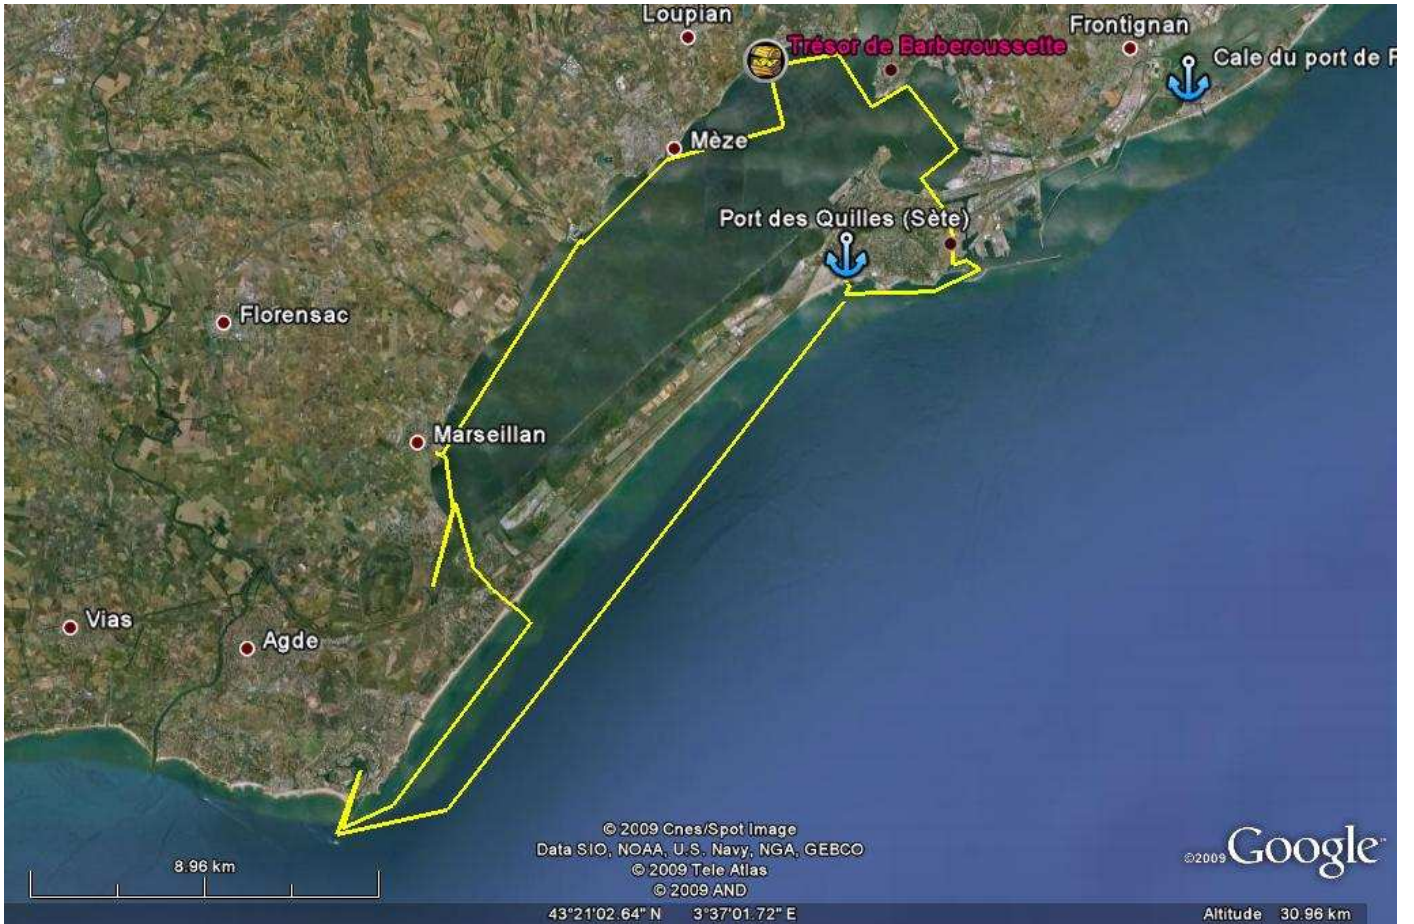 Loupian
Frontignan
Trésor de Barberoussette
Cale du port de F
Mèze
Port des Quilles (Sète)
Florensac
Marseillan
Vias
Agde
8.96 km
© 2009 Cnes/Spot Image
Data SIO, NOAA, U.S. Navy, NGA, GEBCO
© 2009 Tele Atlas
© 2009 AND
©2009 Google™
43°21'02.64" N 3°37'01.72" E
Altitude 30.96 km